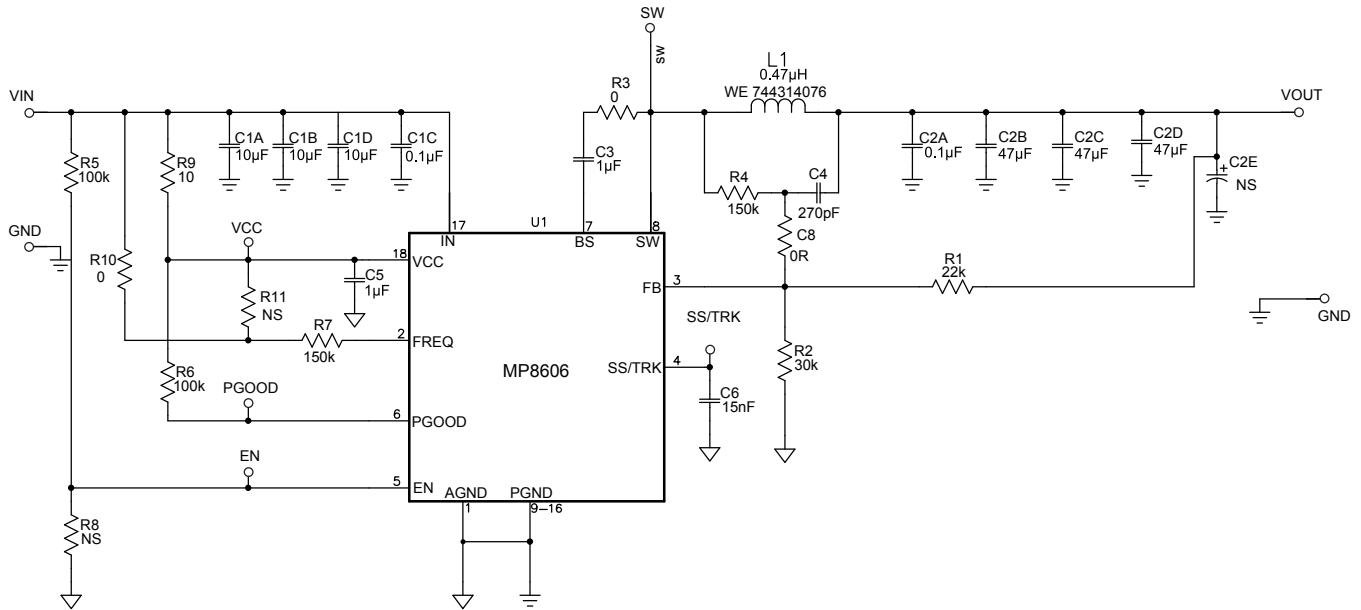 SW
SW
L1
0.47µH
WE 744314076
R3
0
VIN
VOUT
C1A
10µF
C1B
10µF
C1D
10µF
C1C
0.1µF
C2A
0.1µF
C2B
47µF
C2C
47µF
C2D
47µF
R5
100k
R9
10
C3
1µF
R4
150k
C4
270pF
+
C2E
NS
GND
VCC
U1
17
IN
7
BS
8
SW
C8
0R
R10
0
18
VCC
C5
1µF
R1
22k
3
FB
R11
NS
GND
SS/TRK
R7
150k
2
FREQ
R2
30k
R6
100k
MP8606
SS/TRK
4
C6
15nF
PGOOD
6
PGOOD
EN
5
EN
AGND
1
PGND
9-16
R8
NS